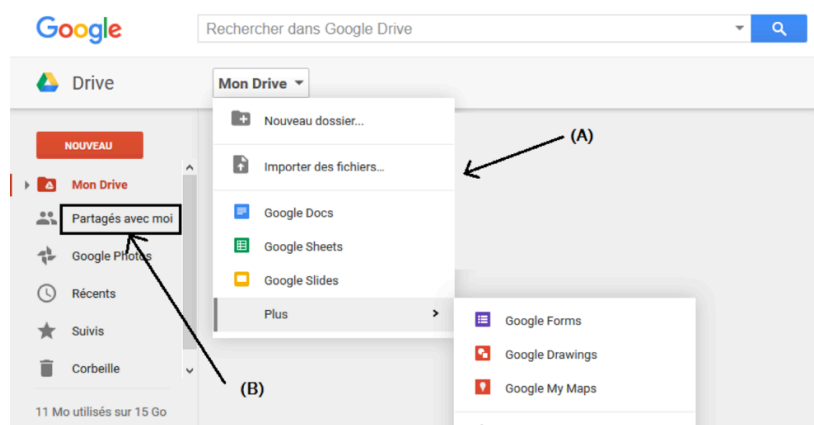 Google
Rechercher dans Google Drive
Drive
Mon Drive
Nouveau dossier...
(A)
NOUVEAU
Importer des fichiers...
Mon Drive
Partagés avec moi
Google Docs
Google Sheets
Google Photos
Google Slides
Récents
Plus
Google Forms
Suivis
Google Drawings
Corbeille
(B)
Google My Maps
11 Mo utilisés sur 15 Go